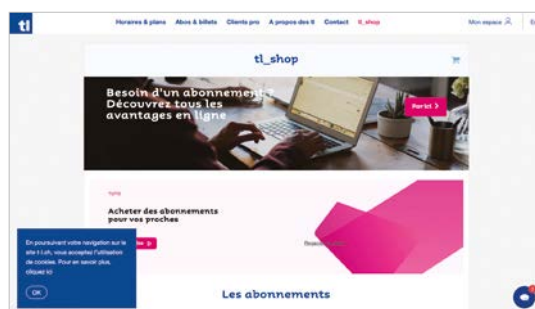 tl
Horaires & plans Abos & billets Clients pro A propos des tl Contact tl_shop
Mon espace
tl_shop
Besoin d'un abonnement ?
Découvrez tous les
avantages en ligne
Par ici
Acheter des abonnements
pour vos proches
En poursuivant votre navigation sur le
site t-l.ch, vous acceptez l'utilisation
de cookies. Pour en savoir plus,
cliquez ici
OK
Les abonnements